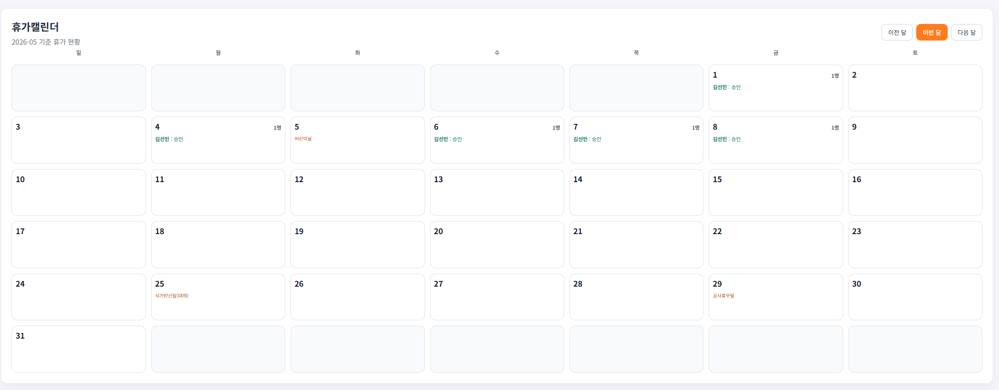 휴가캘린더
2026-05 기준 휴가 현황
이전 달 이번 달 다음 달
일 월 화 수 목 금 토
1 1명 2
김선민 : 승인
3 4 1명 5 6 1명 7 1명 8 1명 9
김선민 : 승인 어린이날 김선민 : 승인 김선민 : 승인 김선민 : 승인
10 11 12 13 14 15 16
17 18 19 20 21 22 23
24 25 26 27 28 29 30
석가탄신일(대체) 공사휴무일
31